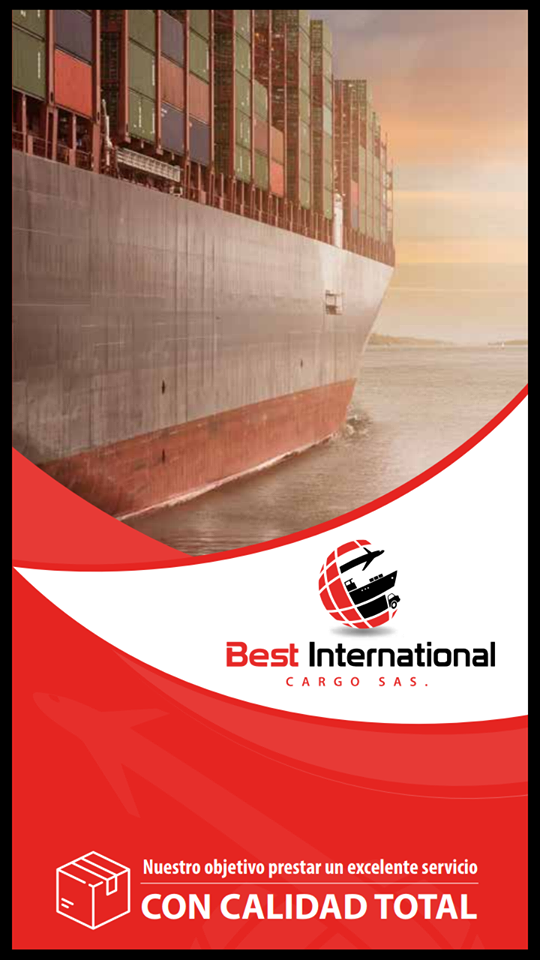 Best International
CARGO SAS.
Nuestro objetivo prestar un excelente servicio
CON CALIDAD TOTAL